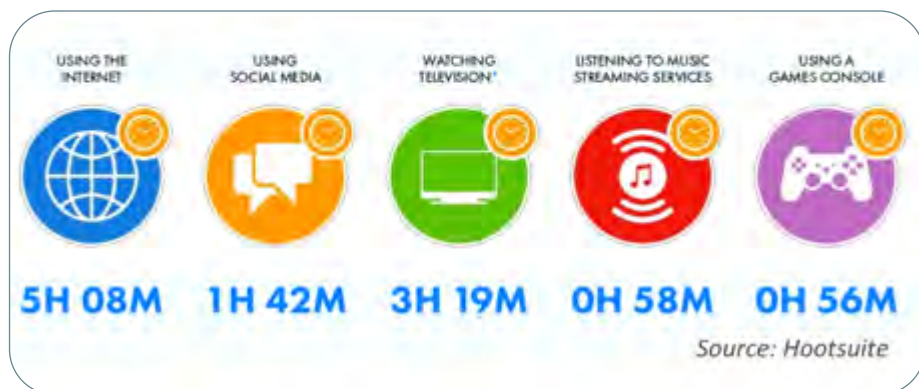 USING THE
INTERNET
USING
SOCIAL MEDIA
WATCHING
TELEVISION*
LISTENING TO MUSIC
STREAMING SERVICES
USING A
GAMES CONSOLE
5H 08M
1H 42M
3H 19M
0H 58M
0H 56M
Source: Hootsuite